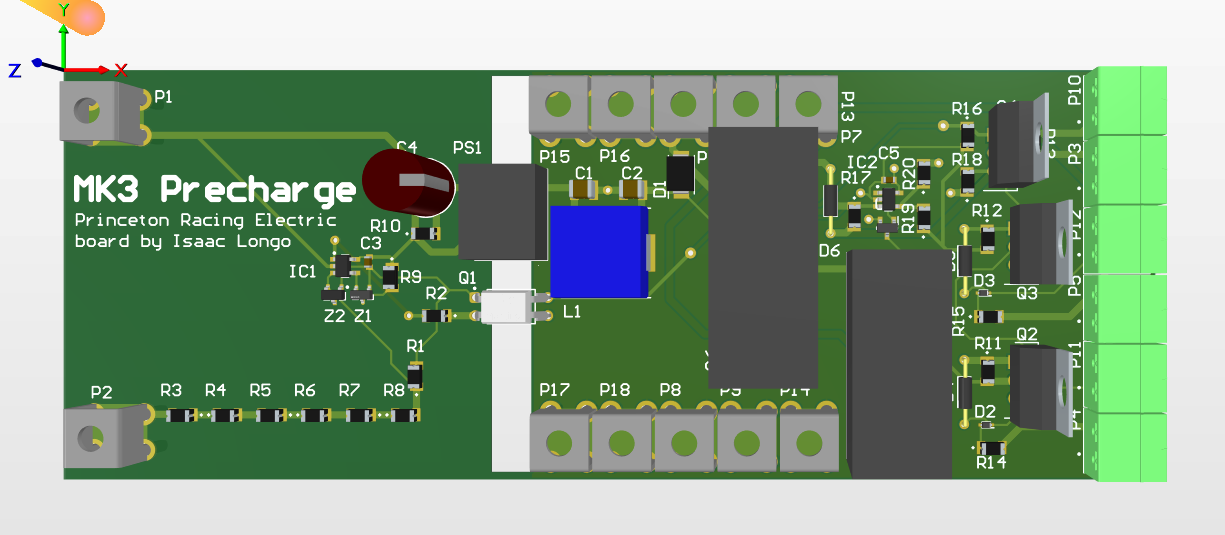 Y
Z X
P1
C4
PS1
P15
P16
C1
C2
D1
P13
P7
IC2
R17
C5
R20
R19
D6
R16
R18
P10
P3
R12
P12
MK3 Precharge
Princeton Racing Electric
board by Isaac Longo
R10
C3
IC1
R9
Z2
Z1
R2
Q1
L1
R1
D3
Q3
R15
P5
Q2
R11
P11
D2
R14
P4
P2
R3
R4
R5
R6
R7
R8
P17
P18
P8
P9
P14